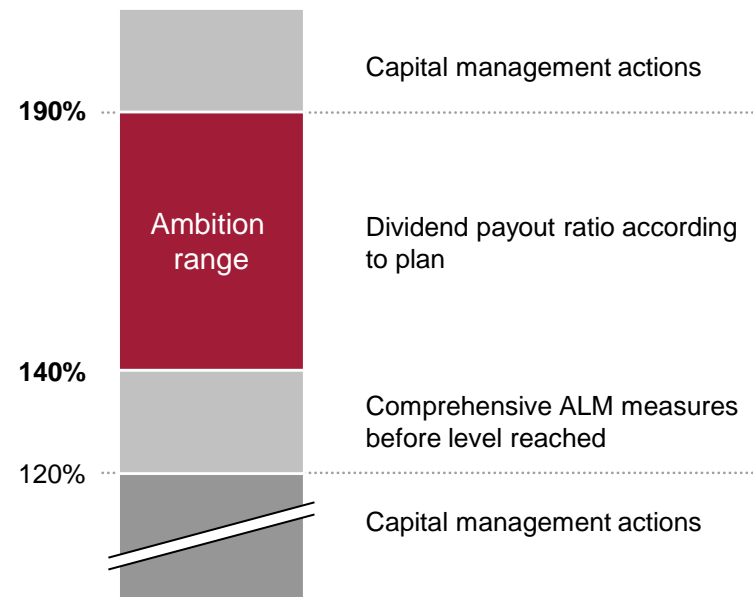 Capital management actions
190%
Ambition
range
Dividend payout ratio according
to plan
140%
Comprehensive ALM measures
before level reached
120%
Capital management actions